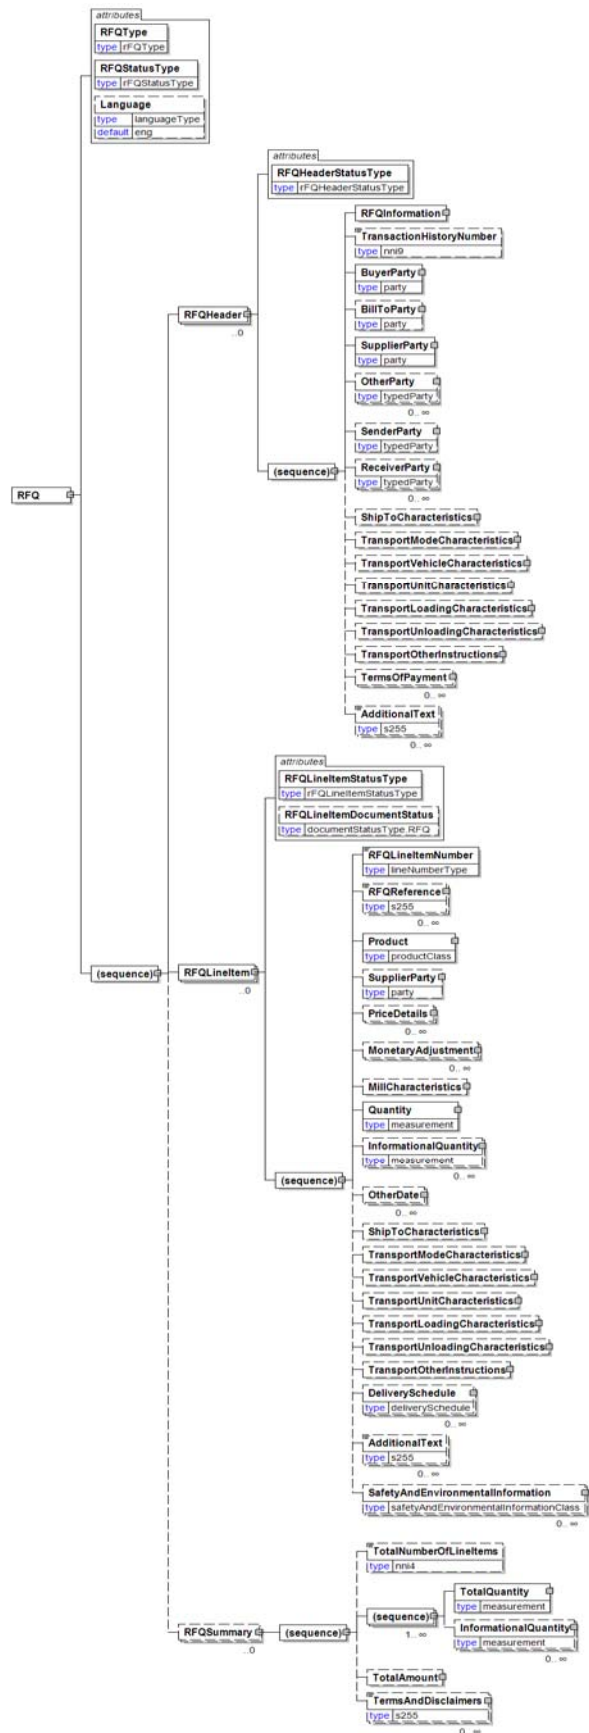 attributes
RFQType
type rFQType
RFQStatusType
type rFQStatusType
Language
type languageType
default eng
attributes
RFQHeaderStatusType
type rFQHeaderStatusType
RFQInformation
TransactionHistoryNumber
type nni9
BuyerParty
type party
RFQHeader
..0
BillToParty
type party
SupplierParty
type party
OtherParty
type typedParty
0.. ∞
SenderParty
type typedParty
(sequence)
ReceiverParty
type typedParty
0.. ∞
RFQ
ShipToCharacteristics
TransportModeCharacteristics
TransportVehicleCharacteristics
TransportUnitCharacteristics
TransportLoadingCharacteristics
TransportUnloadingCharacteristics
TransportOtherInstructions
TermsOfPayment
0.. ∞
AdditionalText
type s255
0.. ∞
attributes
RFQLineItemStatusType
type rFQLineItemStatusType
RFQLineItemDocumentStatus
type documentStatusType.RFQ
RFQLineItemNumber
type lineNumberType
RFQReference
type s255
0.. ∞
Product
type productClass
(sequence)
RFQLineItem
..0
SupplierParty
type party
PriceDetails
0.. ∞
MonetaryAdjustment
0.. ∞
MillCharacteristics
Quantity
type measurement
InformationalQuantity
type measurement
0.. ∞
(sequence)
OtherDate
0.. ∞
ShipToCharacteristics
TransportModeCharacteristics
TransportVehicleCharacteristics
TransportUnitCharacteristics
TransportLoadingCharacteristics
TransportUnloadingCharacteristics
TransportOtherInstructions
DeliverySchedule
type deliverySchedule
0.. ∞
AdditionalText
type s255
0.. ∞
SafetyAndEnvironmentalInformation
type safetyAndEnvironmentalInformationClass
0.. ∞
TotalNumberOfLineItems
type nni4
TotalQuantity
type measurement
(sequence)
1.. ∞
InformationalQuantity
type measurement
0.. ∞
RFQSummary
..0
(sequence)
TotalAmount
TermsAndDisclaimers
type s255
0.. ∞